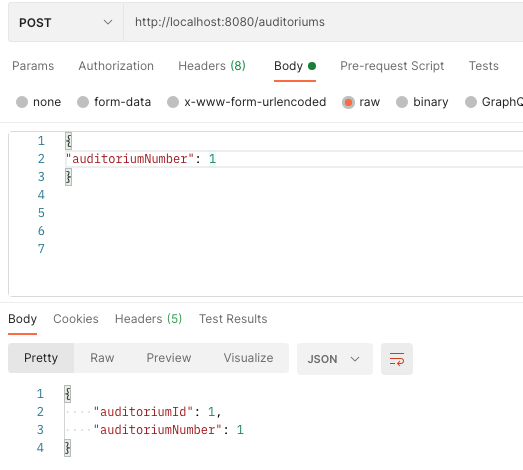 POST http://localhost:8080/auditoriums
Params Authorization Headers (8) Body Pre-request Script Tests
none form-data x-www-form-urlencoded raw binary GraphQ
1 {
2 "auditoriumNumber": 1
3 }
4
5
6
7
Body Cookies Headers (5) Test Results
Pretty Raw Preview Visualize JSON
1 {
2 "auditoriumId": 1,
3 "auditoriumNumber": 1
4 }